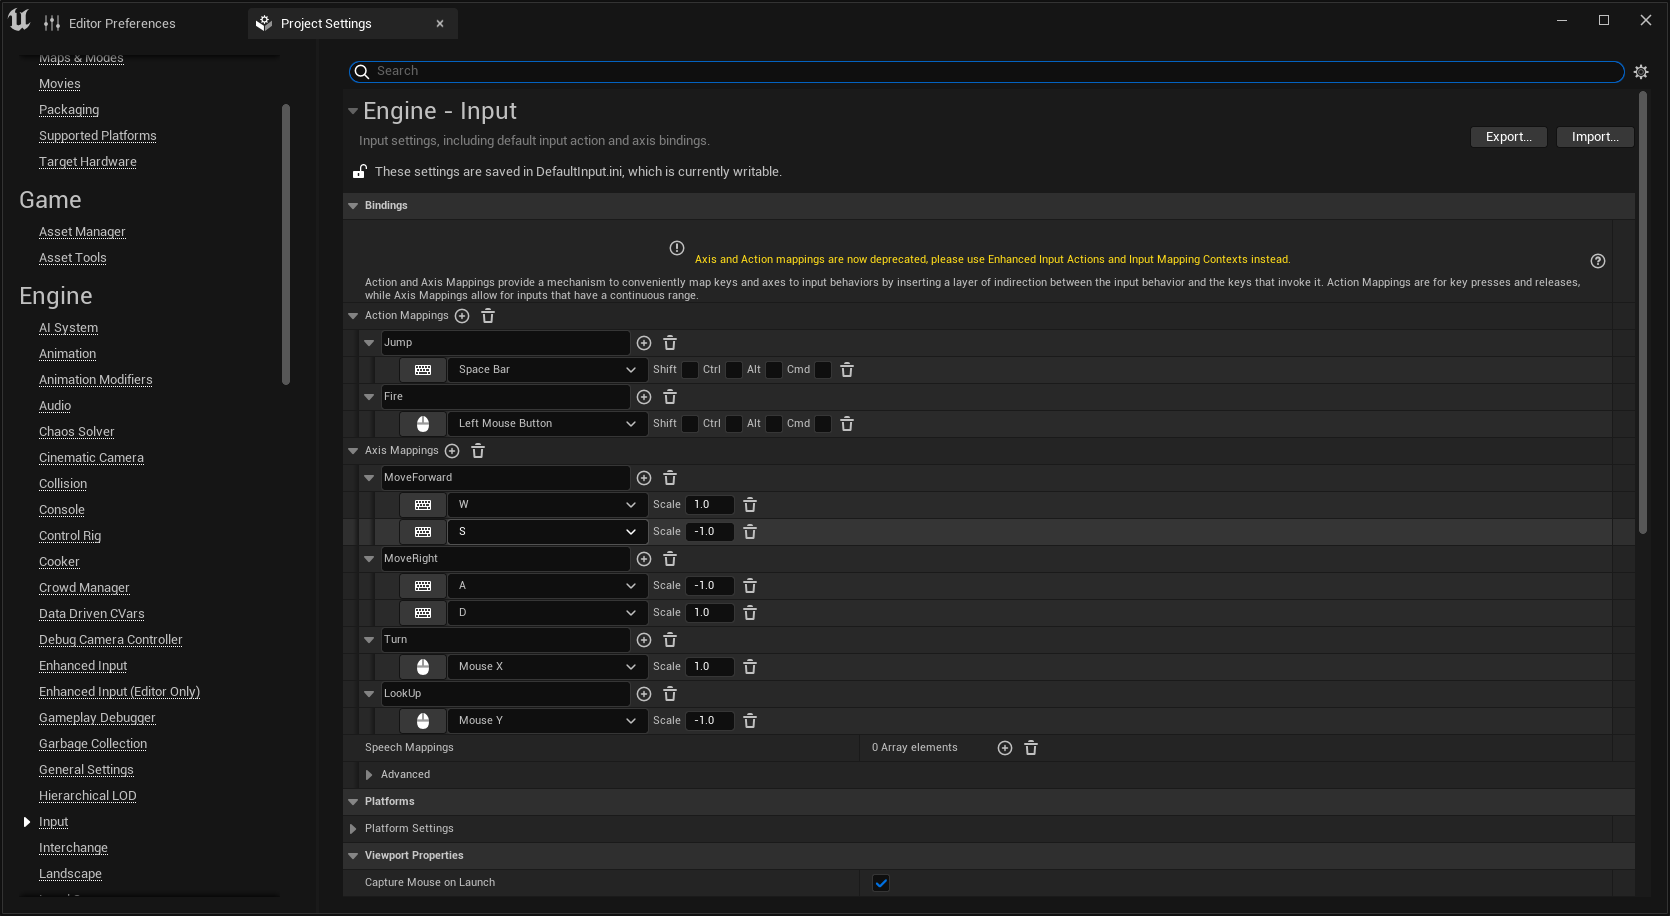 Editor Preferences
Project Settings
Maps & Modes
Movies
Packaging
Supported Platforms
Target Hardware
Game
Asset Manager
Asset Tools
Engine
AI System
Animation
Animation Modifiers
Audio
Chaos Solver
Cinematic Camera
Collision
Console
Control Rig
Cooker
Crowd Manager
Data Driven CVars
Debug Camera Controller
Enhanced Input
Enhanced Input (Editor Only)
Gameplay Debugger
Garbage Collection
General Settings
Hierarchical LOD
Input
Interchange
Landscape
Search
Engine - Input
Input settings, including default input action and axis bindings.
Export...
Import...
These settings are saved in DefaultInput.ini, which is currently writable.
Bindings
Axis and Action mappings are now deprecated, please use Enhanced Input Actions and Input Mapping Contexts instead.
Action and Axis Mappings provide a mechanism to conveniently map keys and axes to input behaviors by inserting a layer of indirection between the input behavior and the keys that invoke it. Action Mappings are for key presses and releases,
while Axis Mappings allow for inputs that have a continuous range.
Action Mappings
Jump
Space Bar Shift Ctrl Alt Cmd
Fire
Left Mouse Button Shift Ctrl Alt Cmd
Axis Mappings
MoveForward
W Scale 1.0
S Scale -1.0
MoveRight
A Scale -1.0
D Scale 1.0
Turn
Mouse X Scale 1.0
LookUp
Mouse Y Scale -1.0
Speech Mappings 0 Array elements
Advanced
Platforms
Platform Settings
Viewport Properties
Capture Mouse on Launch